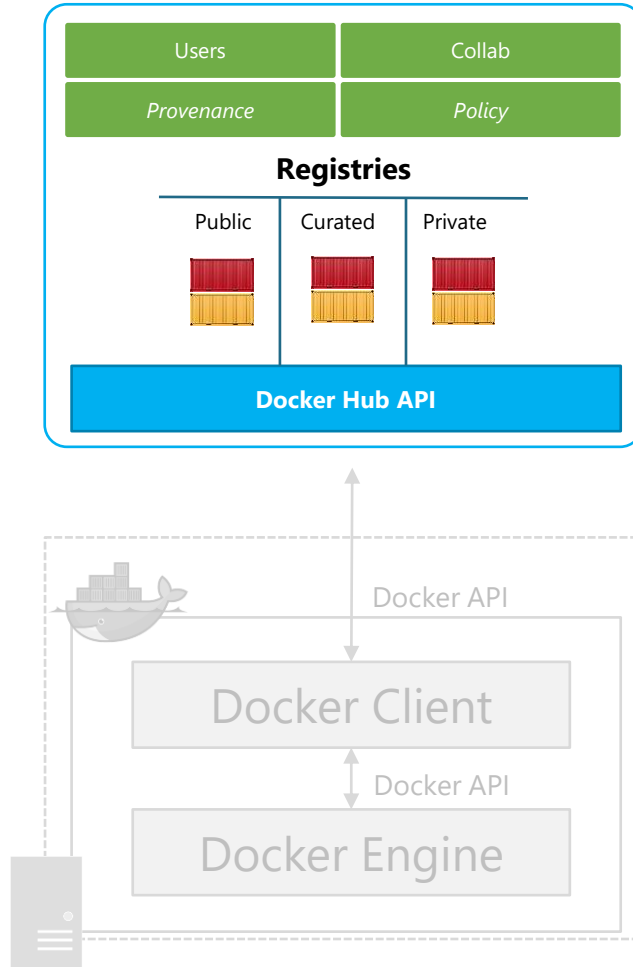 Users
Collab
Provenance
Policy
Registries
Public
Curated
Private
Docker Hub API
Docker API
Docker Client
Docker API
Docker Engine